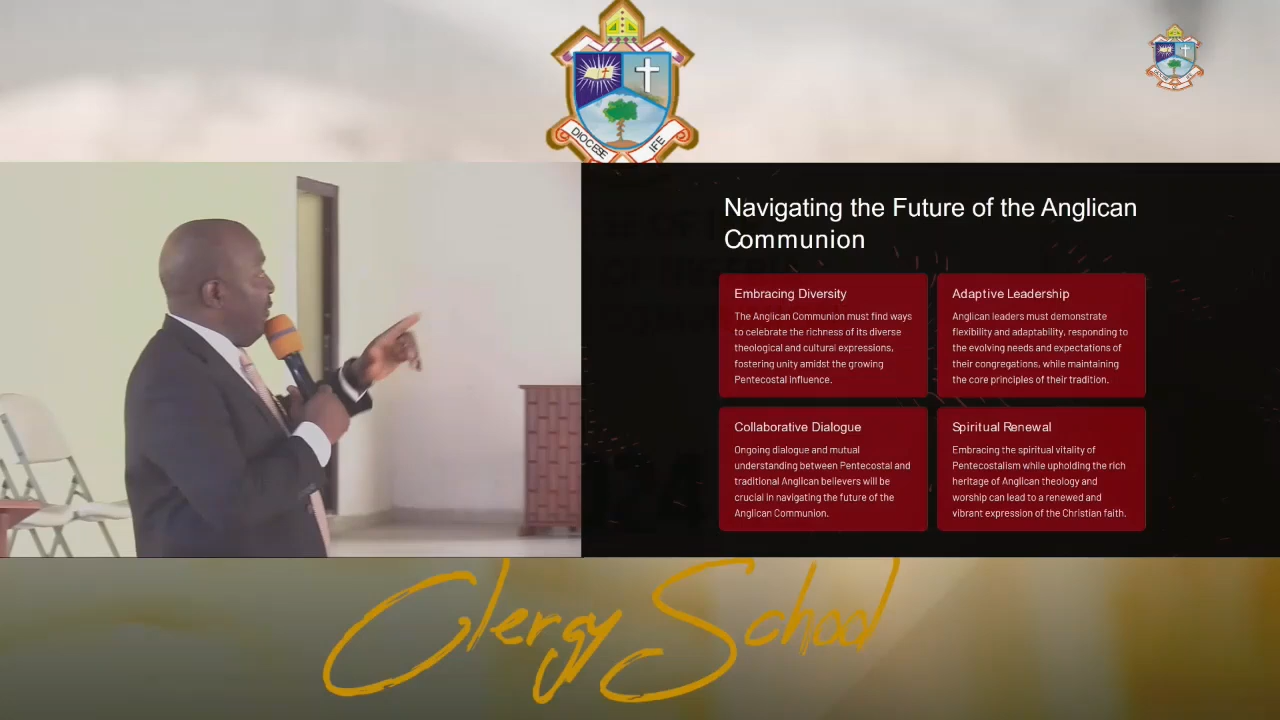 DIOCESE IFE
Navigating the Future of the Anglican
Communion
Embracing Diversity
The Anglican Communion must find ways
to celebrate the richness of its diverse
theological and cultural expressions,
fostering unity amidst the growing
Pentecostal influence.
Adaptive Leadership
Anglican leaders must demonstrate
flexibility and adaptability, responding to
the evolving needs and expectations of
their congregations, while maintaining
the core principles of their tradition.
Collaborative Dialogue
Ongoing dialogue and mutual
understanding between Pentecostal and
traditional Anglican believers will be
crucial in navigating the future of the
Anglican Communion.
Spiritual Renewal
Embracing the spiritual vitality of
Pentecostalism while upholding the rich
heritage of Anglican theology and
worship can lead to a renewed and
vibrant expression of the Christian faith.
Clergy School